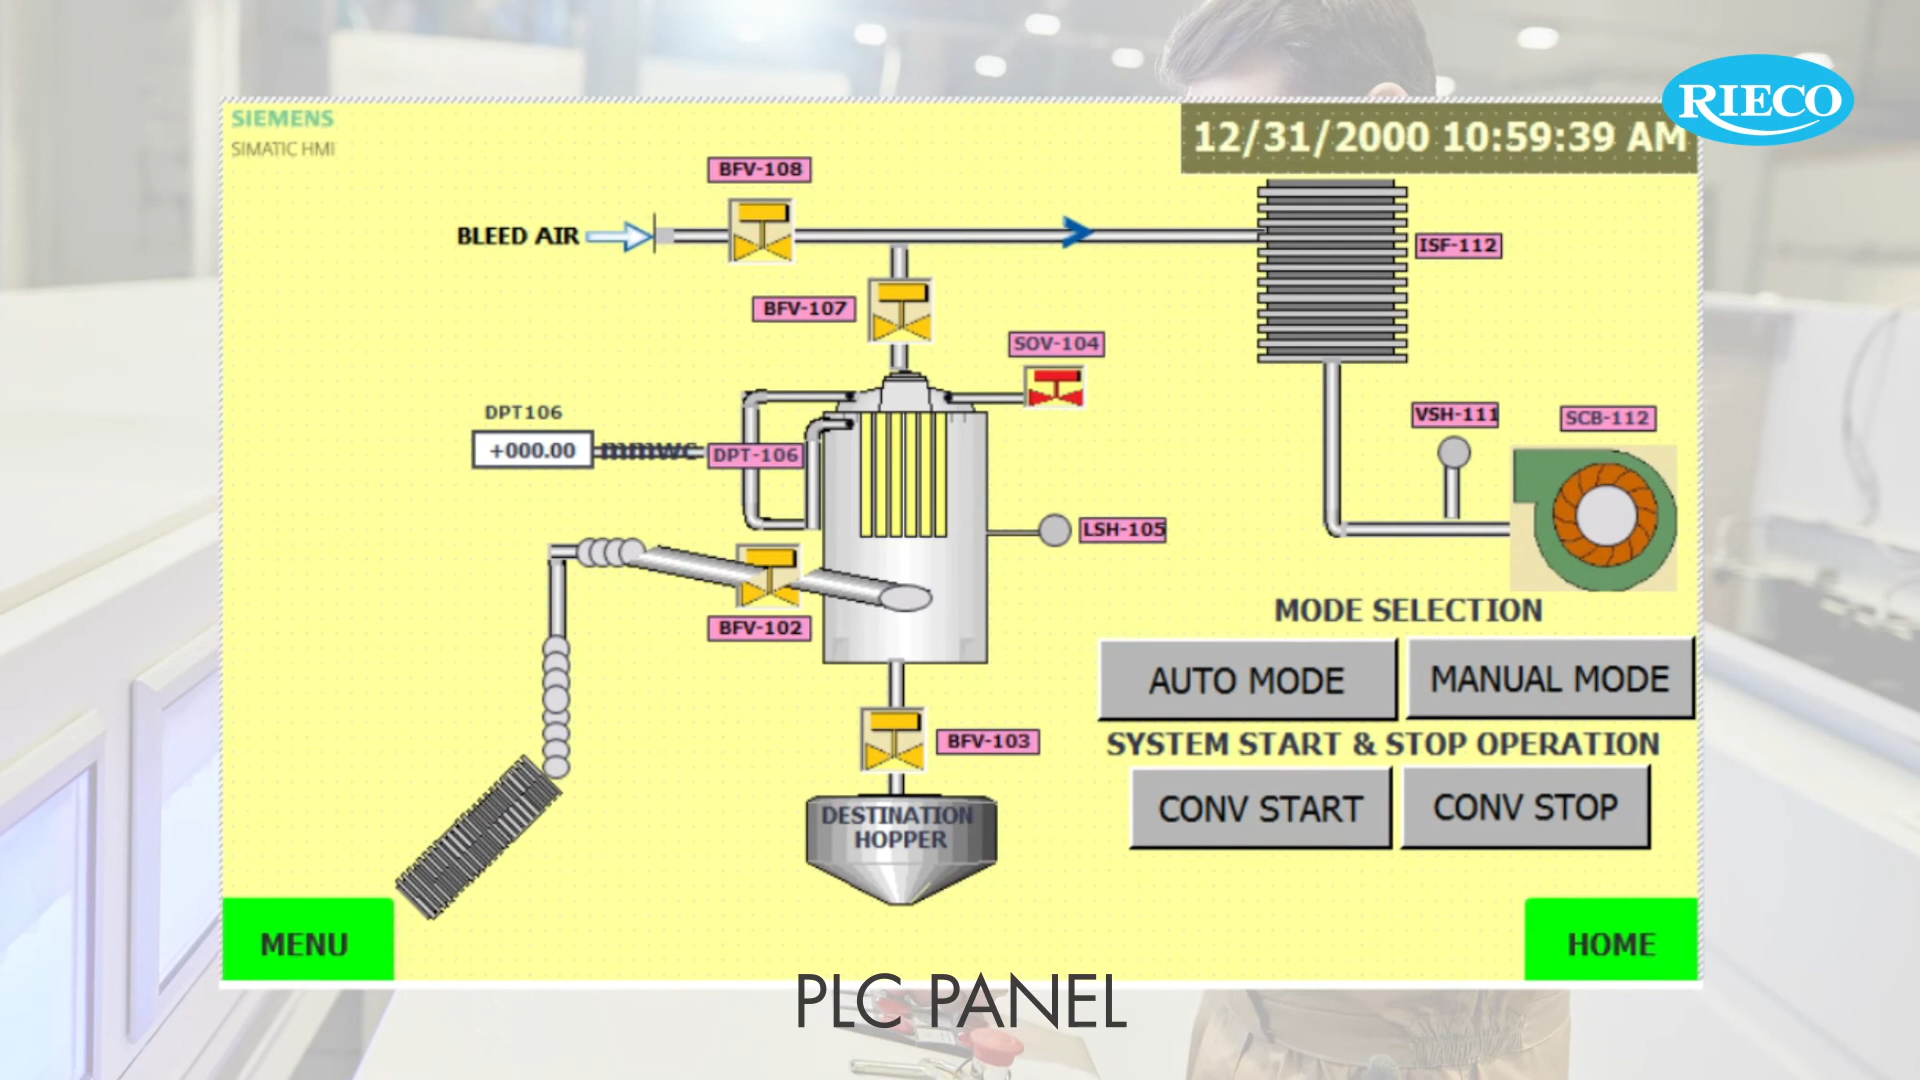 RIECO
SIEMENS
SIMATIC HMI
12/31/2000 10:59:39 AM
BFV-108
BLEED AIR
ISF-112
BFV-107
SOV-104
DPT106
+000.00 mmwc
DPT-106
VSH-111
SCB-112
LSH-105
BFV-102
MODE SELECTION
AUTO MODE
MANUAL MODE
BFV-103
SYSTEM START & STOP OPERATION
CONV START
CONV STOP
DESTINATION
HOPPER
MENU
HOME
PLC PANEL